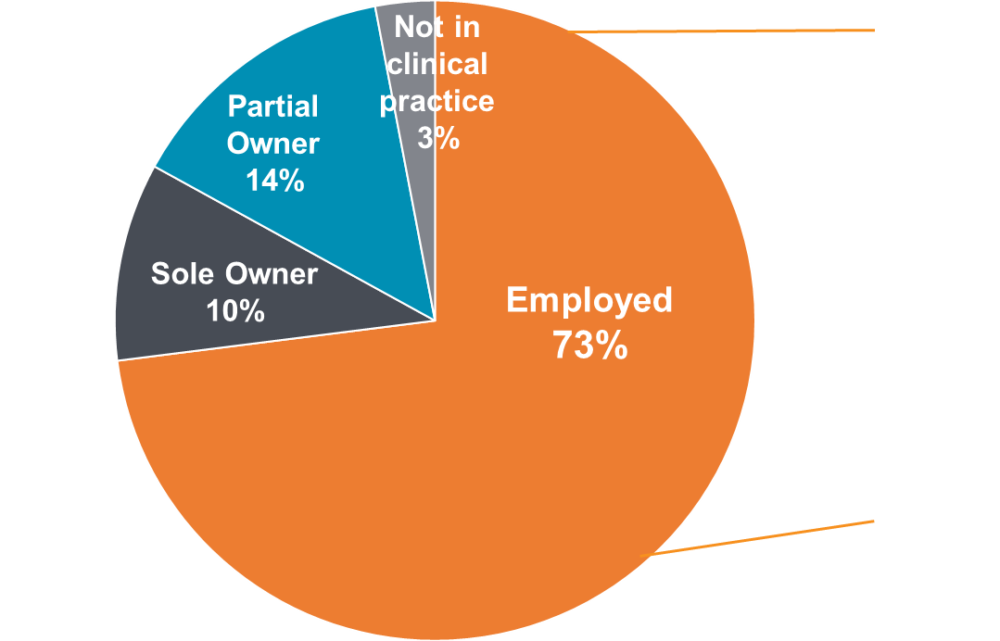 Not in
clinical
practice
3%
Partial
Owner
14%
Sole Owner
10%
Employed
73%